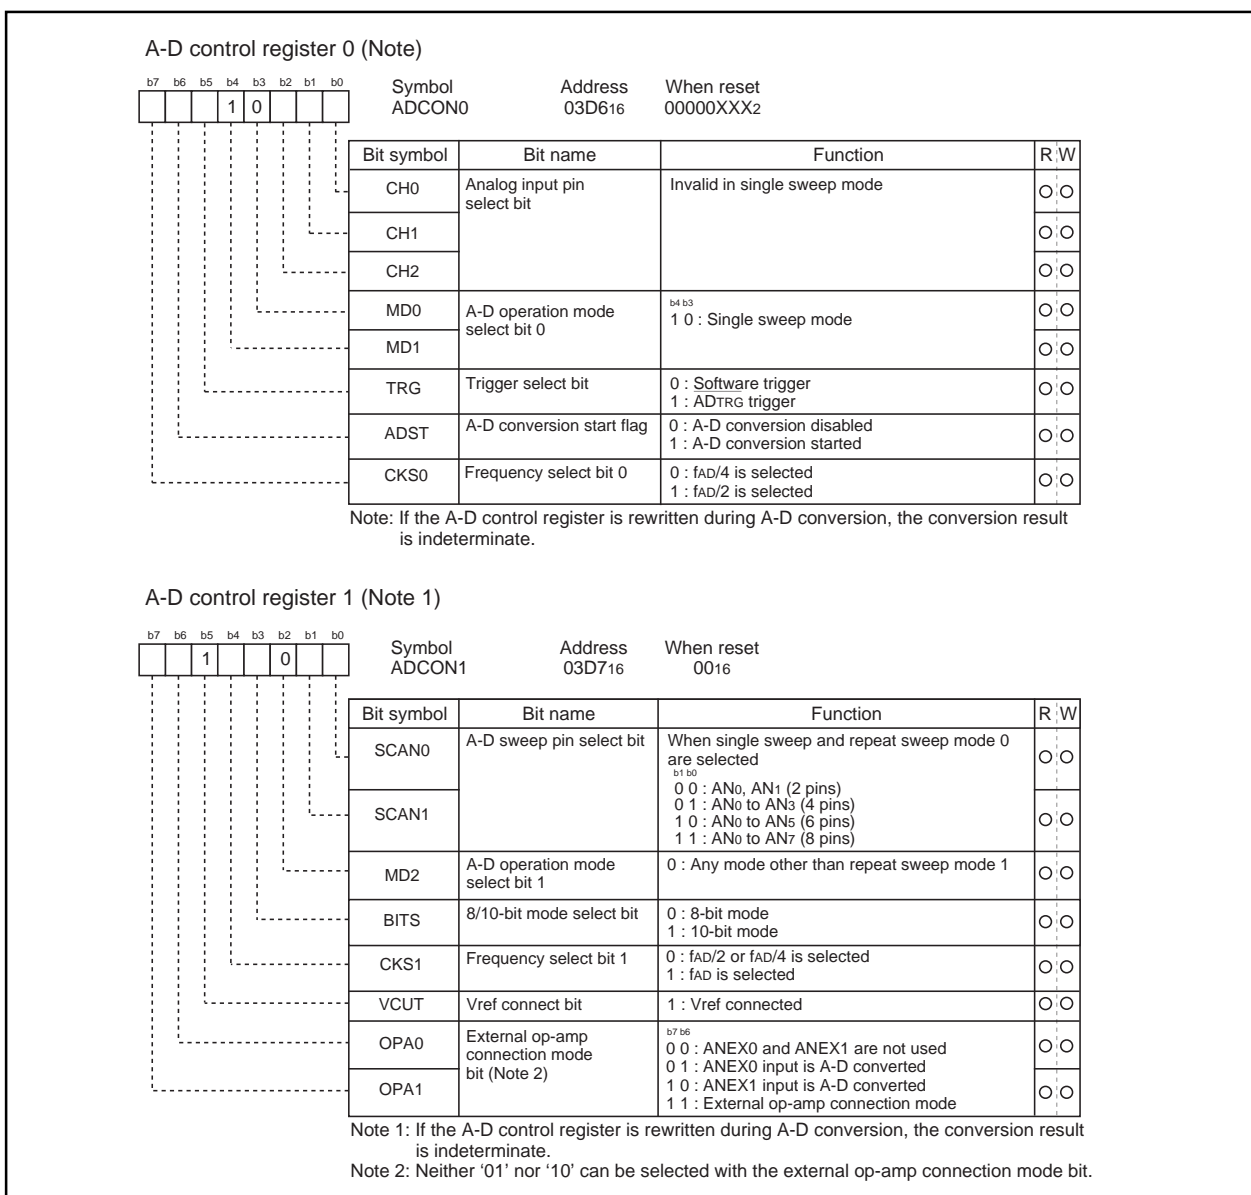 A-D control register 0 (Note)
b7 b6 b5 b4 b3 b2 b1 b0
1 0
Symbol Address When reset
ADCON0 03D616 00000XXX2
Bit symbol Bit name Function R W
CH0 Analog input pin select bit Invalid in single sweep mode
CH1
CH2
MD0 A-D operation mode select bit 0 b4 b3
1 0 : Single sweep mode
MD1
TRG Trigger select bit 0 : Software trigger
1 : ADTRG trigger
ADST A-D conversion start flag 0 : A-D conversion disabled
1 : A-D conversion started
CKS0 Frequency select bit 0 0 : fAD/4 is selected
1 : fAD/2 is selected
Note: If the A-D control register is rewritten during A-D conversion, the conversion result
is indeterminate.
A-D control register 1 (Note 1)
b7 b6 b5 b4 b3 b2 b1 b0
1 0
Symbol Address When reset
ADCON1 03D716 0016
Bit symbol Bit name Function R W
SCAN0 A-D sweep pin select bit When single sweep and repeat sweep mode 0
are selected
b1 b0
0 0 : AN0, AN1 (2 pins)
0 1 : AN0 to AN3 (4 pins)
SCAN1 1 0 : AN0 to AN5 (6 pins)
1 1 : AN0 to AN7 (8 pins)
MD2 A-D operation mode select bit 1 0 : Any mode other than repeat sweep mode 1
BITS 8/10-bit mode select bit 0 : 8-bit mode
1 : 10-bit mode
CKS1 Frequency select bit 1 0 : fAD/2 or fAD/4 is selected
1 : fAD is selected
VCUT Vref connect bit 1 : Vref connected
OPA0 External op-amp connection mode bit (Note 2) b7 b6
0 0 : ANEX0 and ANEX1 are not used
0 1 : ANEX0 input is A-D converted
OPA1 1 0 : ANEX1 input is A-D converted
1 1 : External op-amp connection mode
Note 1: If the A-D control register is rewritten during A-D conversion, the conversion result
is indeterminate.
Note 2: Neither ‘01’ nor ‘10’ can be selected with the external op-amp connection mode bit.